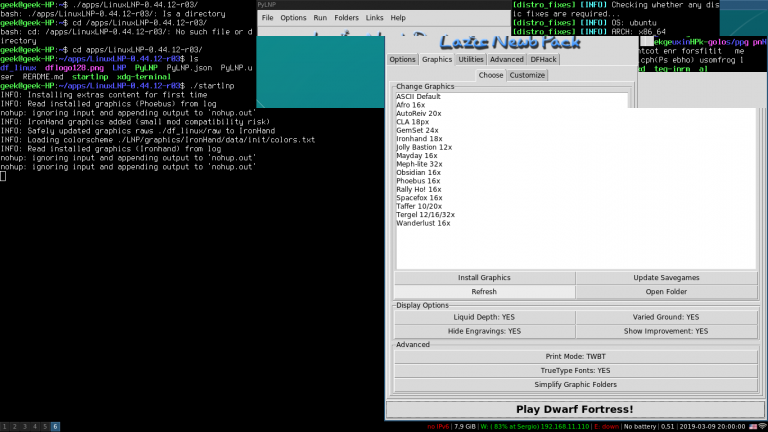 geek@geek-HP:~$ ./apps/LinuxLNP-0.44.12-r03/
bash: ./apps/LinuxLNP-0.44.12-r03/: Is a directory
geek@geek-HP:~$ cd /apps/LinuxLNP-0.44.12-r03/
bash: cd: /apps/LinuxLNP-0.44.12-r03/: No such file or d
irectory
geek@geek-HP:~$ cd apps/LinuxLNP-0.44.12-r03/
geek@geek-HP:~/apps/LinuxLNP-0.44.12-r03$ ls
df_linux dflogo128.png LNP PyLNP PyLNP.json PyLNP.u
ser README.md startlnp xdg-terminal
geek@geek-HP:~/apps/LinuxLNP-0.44.12-r03$ ./startlnp
INFO: Installing extras content for first time
INFO: Read installed graphics (Phoebus) from log
nohup: ignoring input and appending output to 'nohup.out'
INFO: IronHand graphics added (small mod compatibility risk)
INFO: Safely updated graphics raws ./df_linux/raw to IronHand
INFO: Loading colorscheme ./LNP/graphics/IronHand/data/init/colors.txt
INFO: Read installed graphics (Ironhand) from log
nohup: ignoring input and appending output to 'nohup.out'
nohup: ignoring input and appending output to 'nohup.out'
PyLNP
File Options Run Folders Links Help
[distro_fixes] [INFO] Checking whether any dis
ic fixes are required...
[distro_fixes] [INFO] OS: ubuntu
[distro_fixes] [INFO] ARCH: x86_64
Lazy Newb Pack
Options Graphics Utilities Advanced DFHack
Choose Customize
Change Graphics
ASCII Default
Afro 16x
AutoReiv 20x
CLA 18px
GemSet 24x
Ironhand 18x
Jolly Bastion 12x
Mayday 16x
Meph-lite 32x
Obsidian 16x
Phoebus 16x
Rally Ho! 16x
Spacefox 16x
Taffer 10/20x
Tergel 12/16/32x
Wanderlust 16x
Install Graphics Update Savegames
Refresh Open Folder
Display Options
Liquid Depth: YES Varied Ground: YES
Hide Engravings: YES Show Improvement: YES
Advanced
Print Mode: TWBT
TrueType Fonts: YES
Simplify Graphic Folders
Play Dwarf Fortress!
1 2 3 4 5 6
no IPv6 | 7.9 GiB | W: ( 83% at Sergio) 192.168.11.110 | E: down | No battery | 0.51 | 2019-03-09 20:00:00